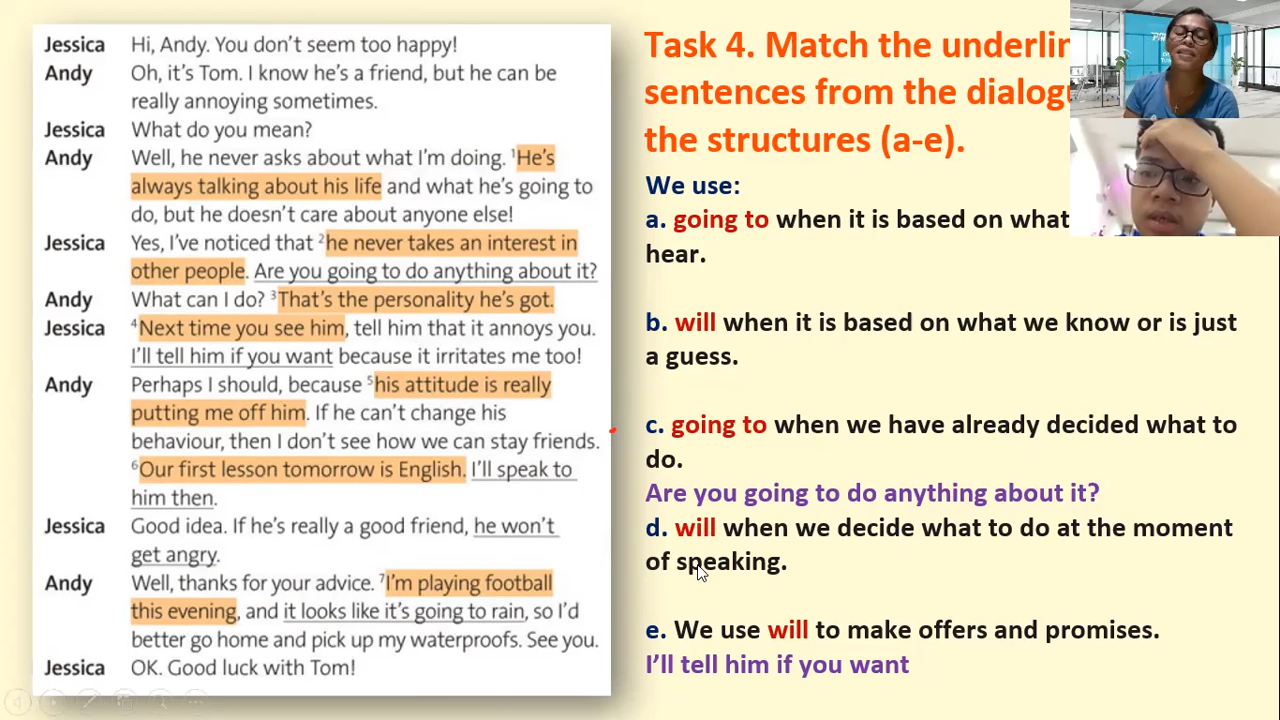 Jessica Hi, Andy. You don't seem too happy!
Andy Oh, it's Tom. I know he's a friend, but he can be
really annoying sometimes.
Jessica What do you mean?
Andy Well, he never asks about what I'm doing. ¹He's
always talking about his life and what he's going to
do, but he doesn't care about anyone else!
Jessica Yes, I've noticed that ²he never takes an interest in
other people. Are you going to do anything about it?
Andy What can I do? ³That's the personality he's got.
Jessica ⁴Next time you see him, tell him that it annoys you.
I'll tell him if you want because it irritates me too!
Andy Perhaps I should, because ⁵his attitude is really
putting me off him. If he can't change his
behaviour, then I don't see how we can stay friends.
⁶Our first lesson tomorrow is English. I'll speak to
him then.
Jessica Good idea. If he's really a good friend, he won't
get angry.
Andy Well, thanks for your advice. ⁷I'm playing football
this evening, and it looks like it's going to rain, so I'd
better go home and pick up my waterproofs. See you.
Jessica OK. Good luck with Tom!
Task 4. Match the
sentences from the
the structures (a-e).
We use:
a. going to when it is based on what
hear.
b. will when it is based on what we know or is just
a guess.
c. going to when we have already decided what to
do.
Are you going to do anything about it?
d. will when we decide what to do at the moment
of speaking.
e. We use will to make offers and promises.
I'll tell him if you want